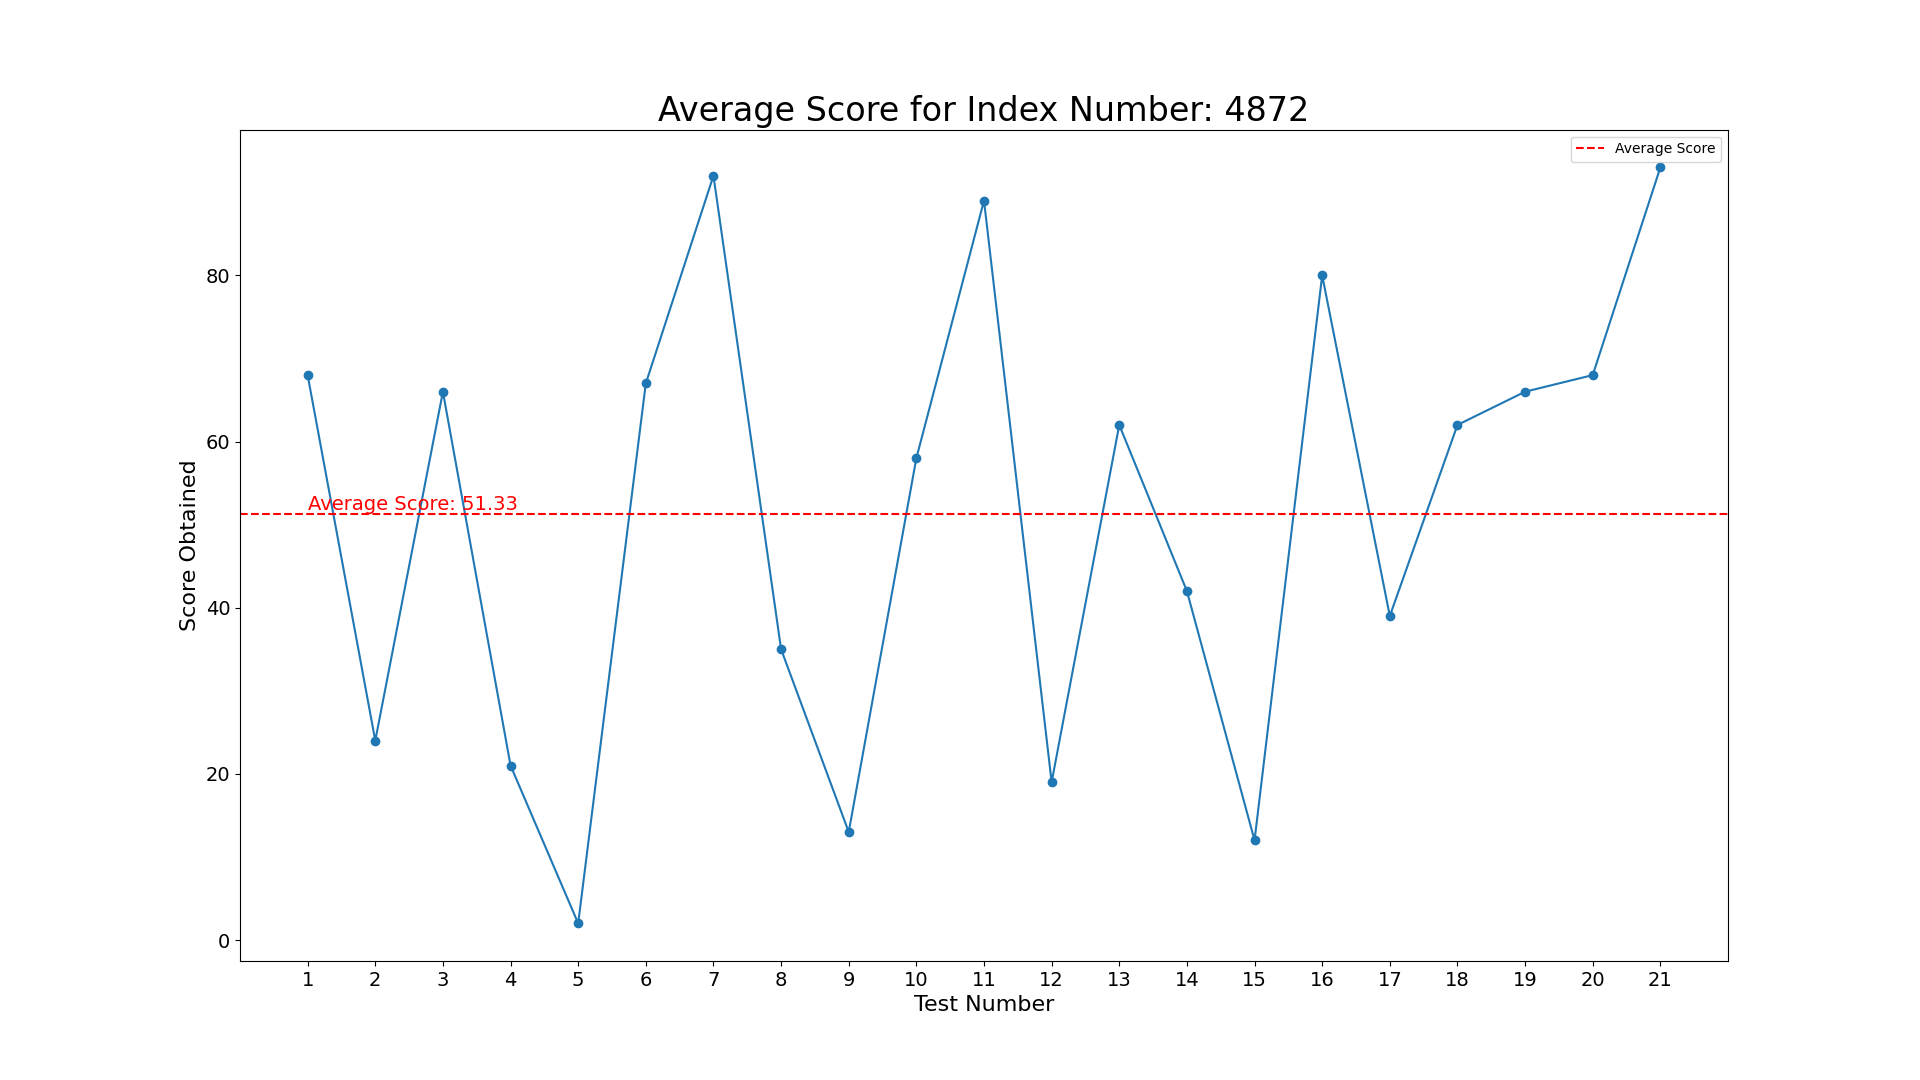 Average Score for Index Number: 4872
Average Score
80
60
40
20
0
Score Obtained
Average Score: 51.33
1 2 3 4 5 6 7 8 9 10 11 12 13 14 15 16 17 18 19 20 21
Test Number